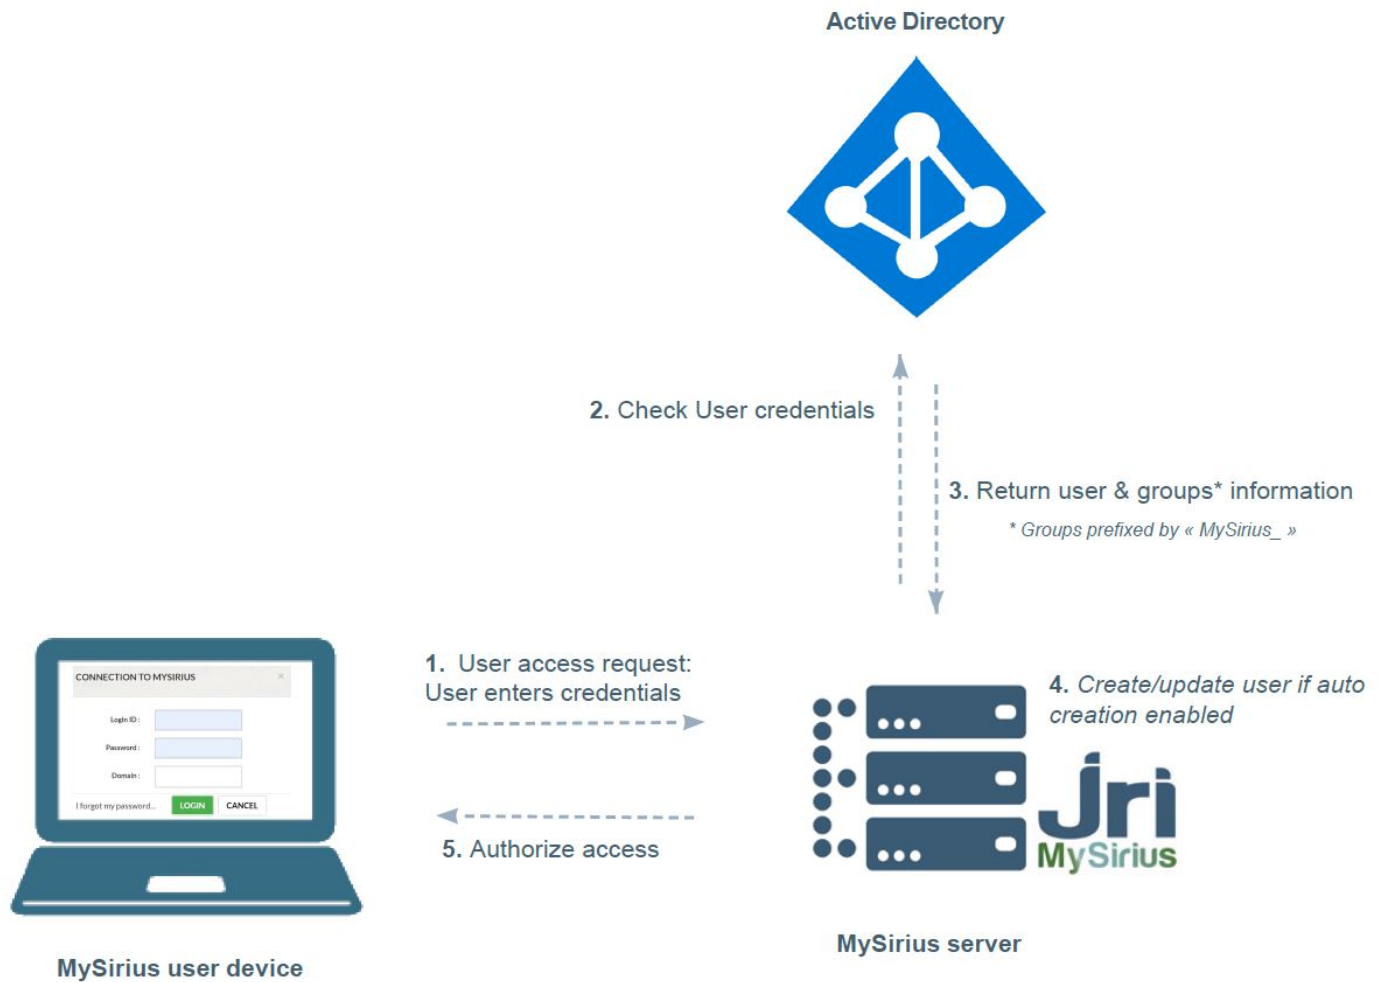 Active Directory
2. Check User credentials
3. Return user & groups* information
* Groups prefixed by « MySirius_ »
CONNECTION TO MYSIRIUS ×
Login ID :
Password :
Domain :
I forgot my password... LOGIN CANCEL
1. User access request:
User enters credentials
4. Create/update user if auto
creation enabled
jri
MySirius
5. Authorize access
MySirius server
MySirius user device